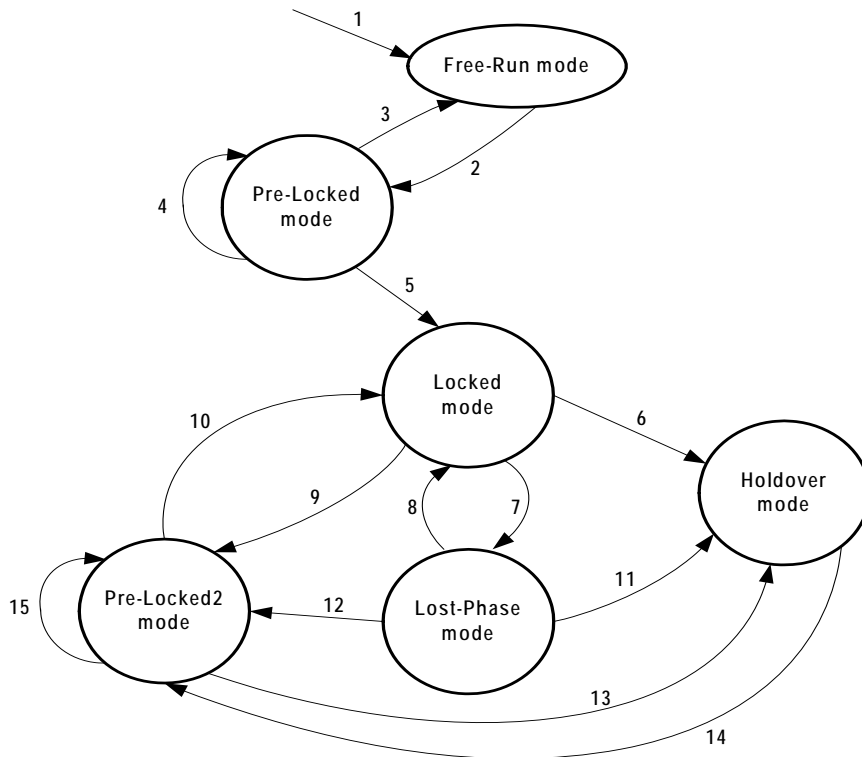 1
Free-Run mode
3
2
Pre-Locked
mode
4
5
Locked
mode
10
6
Holdover
mode
9
8
7
11
Pre-Locked2
mode
15
12
Lost-Phase
mode
13
14